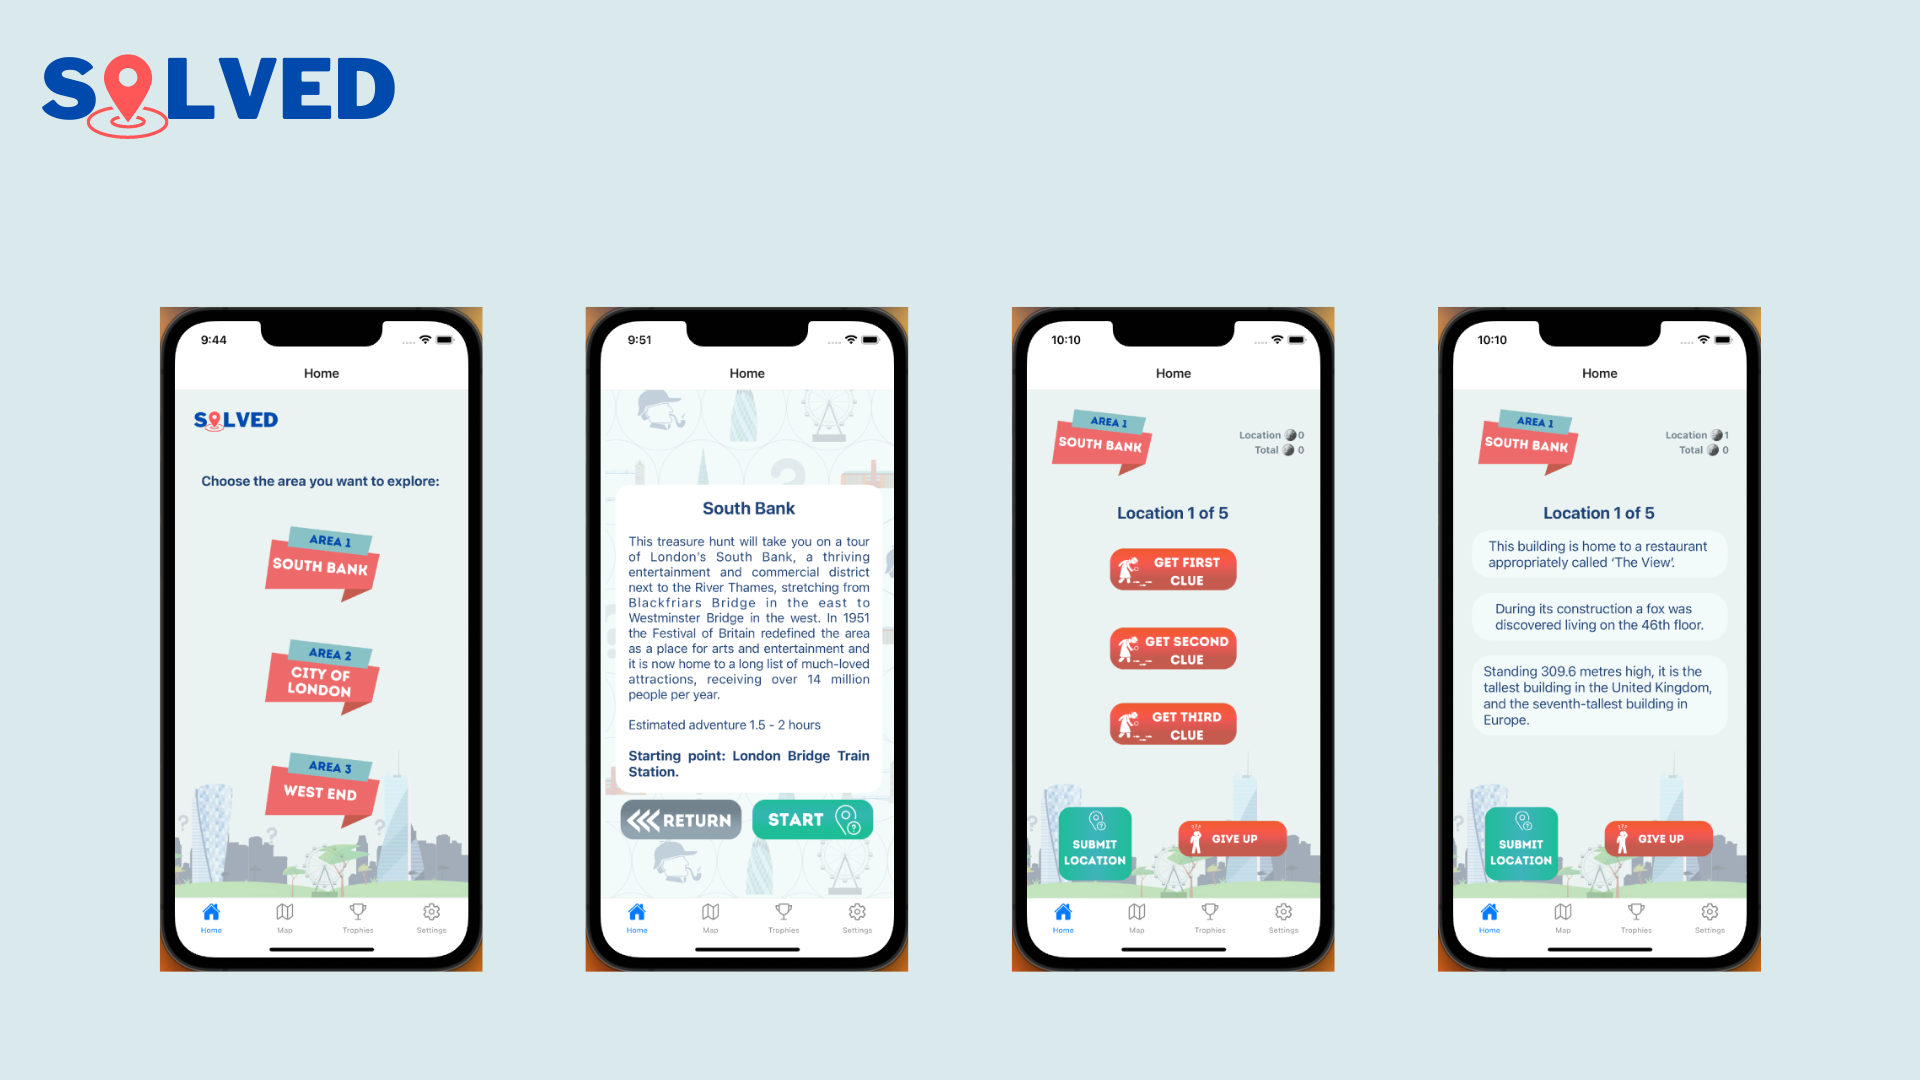 SOLVED
9:44
Home
SOLVED
Choose the area you want to explore:
AREA 1
SOUTH BANK
AREA 2
CITY OF
LONDON
AREA 3
WEST END
?
?
?
Home
Map
Trophies
Settings
9:51
Home
?
South Bank
This treasure hunt will take you on a tour
of London's South Bank, a thriving
entertainment and commercial district
next to the River Thames, stretching from
Blackfriars Bridge in the east to
Westminster Bridge in the west. In 1951
the Festival of Britain redefined the area
as a place for arts and entertainment and
it is now home to a long list of much-loved
attractions, receiving over 14 million
people per year.
Estimated adventure 1.5 - 2 hours
Starting point: London Bridge Train
Station.
RETURN
START
?
Home
Map
Trophies
Settings
10:10
Home
AREA 1
SOUTH BANK
Location 0
Total 0
Location 1 of 5
GET FIRST
CLUE
GET SECOND
CLUE
GET THIRD
CLUE
?
?
SUBMIT
LOCATION
GIVE UP
Home
Map
Trophies
Settings
10:10
Home
AREA 1
SOUTH BANK
Location 1
Total 0
Location 1 of 5
This building is home to a restaurant
appropriately called ‘The View’.
During its construction a fox was
discovered living on the 46th floor.
Standing 309.6 metres high, it is the
tallest building in the United Kingdom,
and the seventh-tallest building in
Europe.
?
?
SUBMIT
LOCATION
GIVE UP
Home
Map
Trophies
Settings